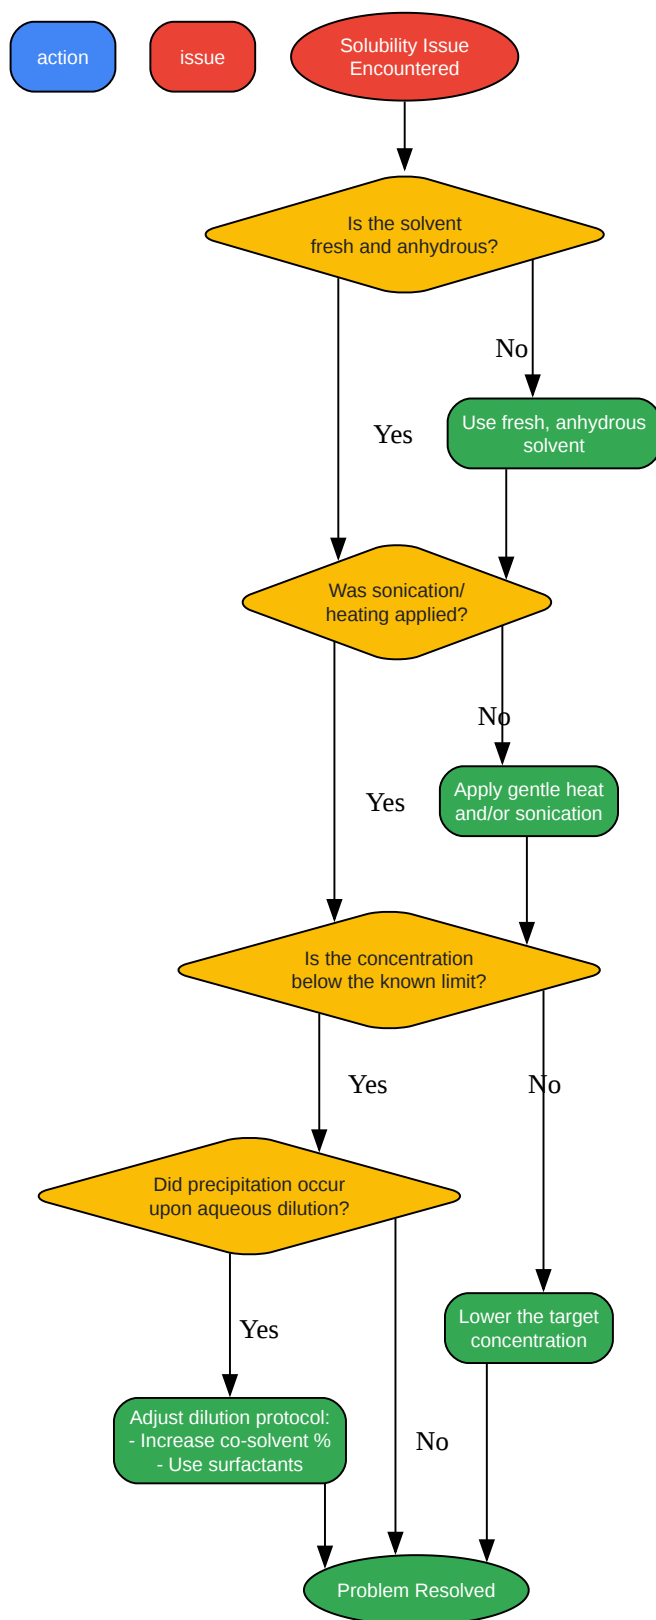 action
issue
Solubility Issue
Encountered
Is the solvent
fresh and anhydrous?
No
Yes
Use fresh, anhydrous
solvent
Was sonication/
heating applied?
No
Yes
Apply gentle heat
and/or sonication
Is the concentration
below the known limit?
Yes
No
Did precipitation occur
upon aqueous dilution?
Yes
Lower the target
concentration
Adjust dilution protocol:
- Increase co-solvent %
- Use surfactants
No
Problem Resolved